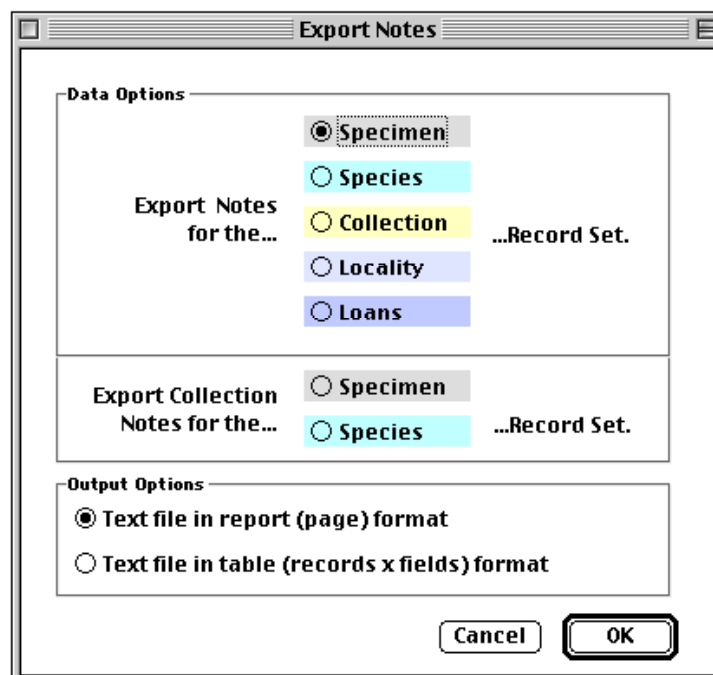 Export Notes
Data Options
Export Notes
for the...
Specimen
Species
Collection
Locality
Loans
...Record Set.
Export Collection
Notes for the...
Specimen
Species
...Record Set.
Output Options
Text file in report (page) format
Text file in table (records x fields) format
Cancel
OK